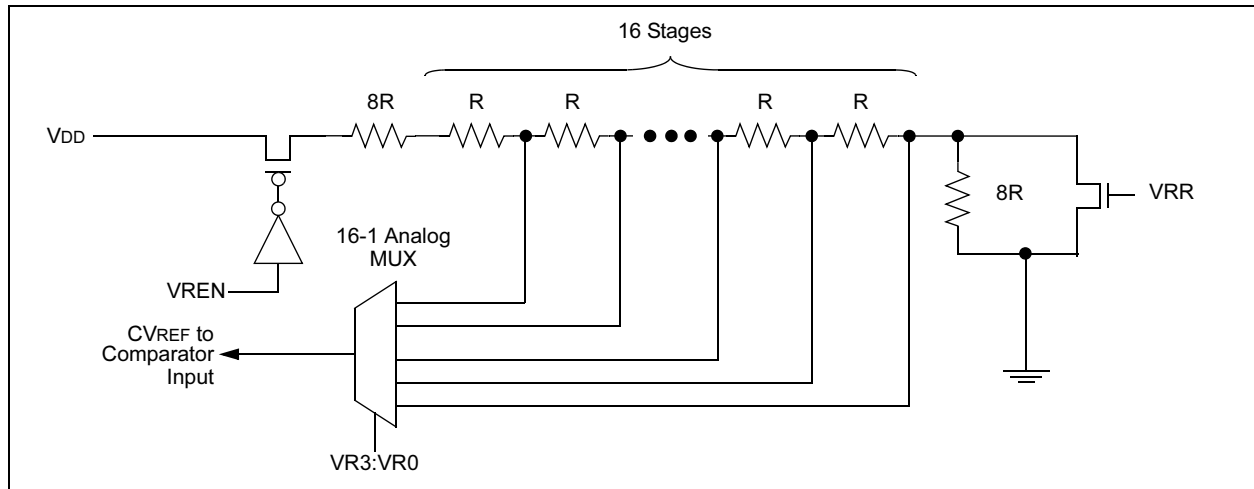 16 Stages
8R
R
R
R
R
VDD
8R
VRR
16-1 Analog
MUX
VREN
CVREF to
Comparator
Input
VR3:VR0